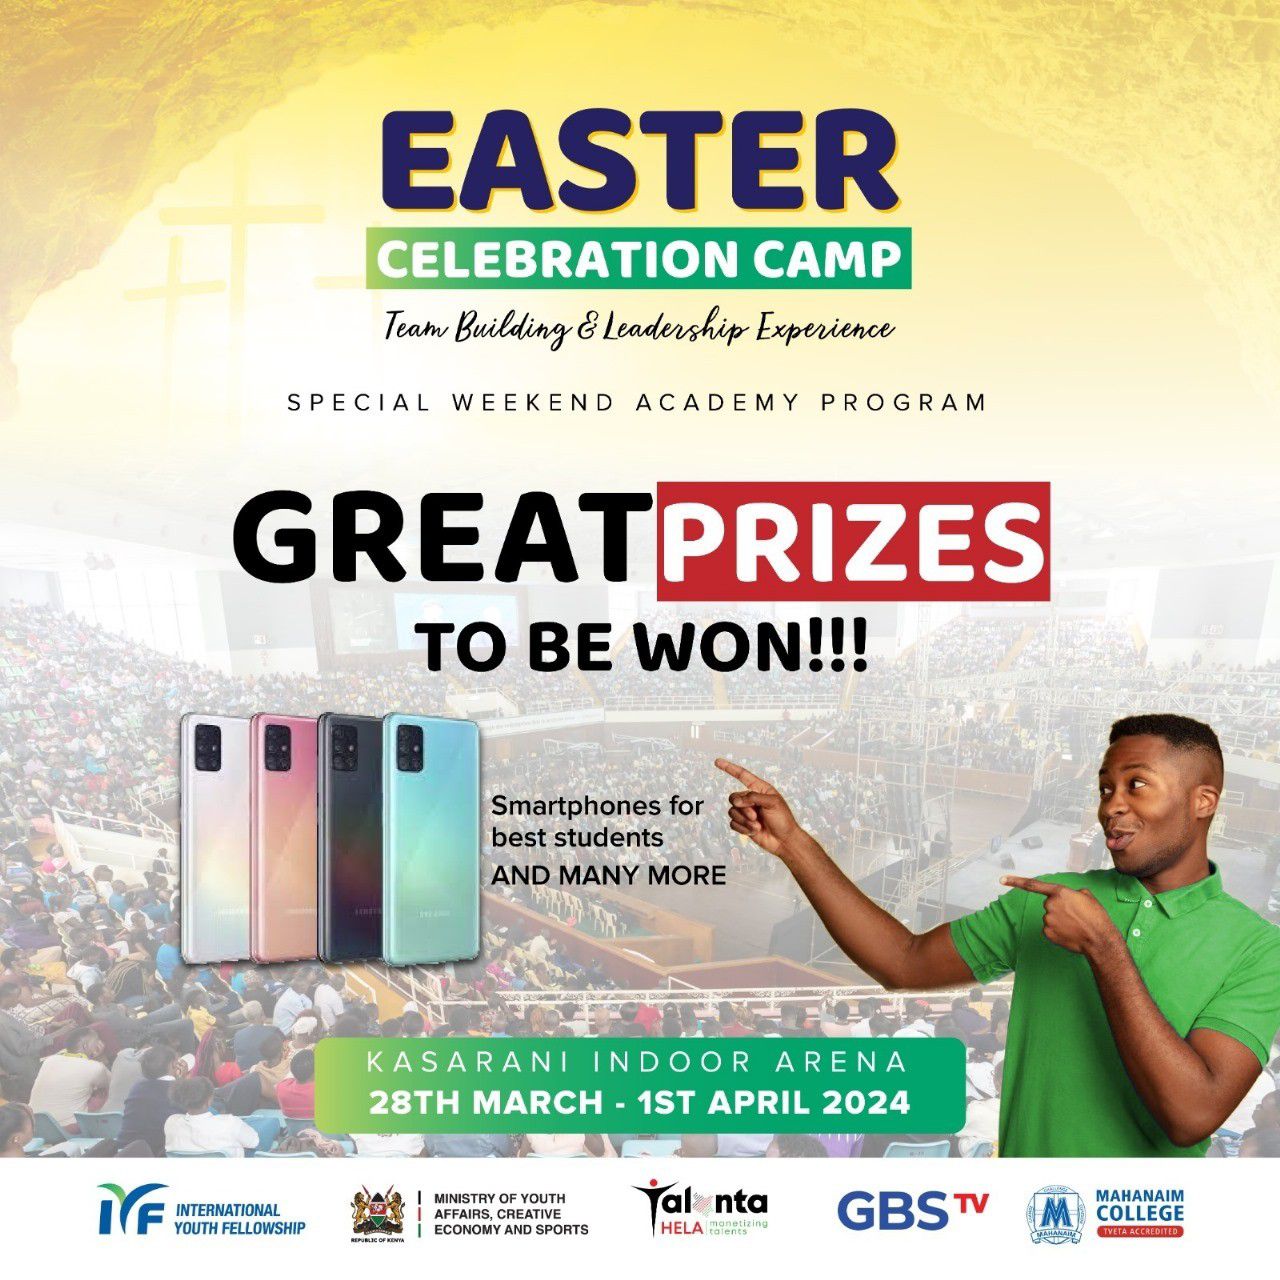 EASTER
CELEBRATION CAMP
Team Building & Leadership Experience
SPECIAL WEEKEND ACADEMY PROGRAM
GREAT PRIZES
TO BE WON!!!
Smartphones for
best students
AND MANY MORE
KASARANI INDOOR ARENA
28TH MARCH - 1ST APRIL 2024
IYF INTERNATIONAL
YOUTH FELLOWSHIP
REPUBLIC OF KENYA
MINISTRY OF YOUTH
AFFAIRS, CREATIVE
ECONOMY AND SPORTS
Talanta
HELA monetizing
talents
GBS TV
MAHANAIM
MAHANAIM
COLLEGE
TVETA ACCREDITED